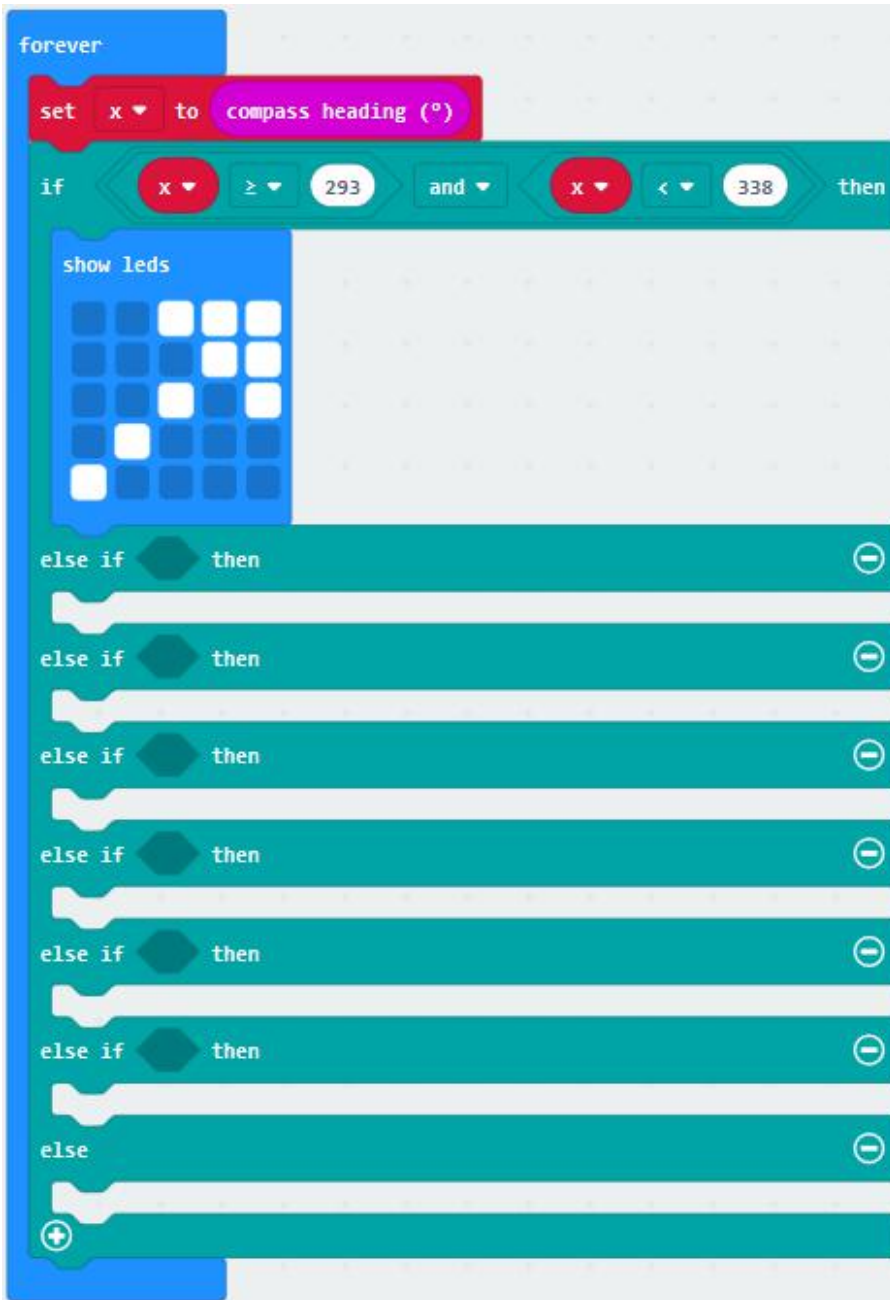 forever
set x to compass heading (°)
if x ≥ 293 and x < 338 then
show leds
else if then
else if then
else if then
else if then
else if then
else if then
else